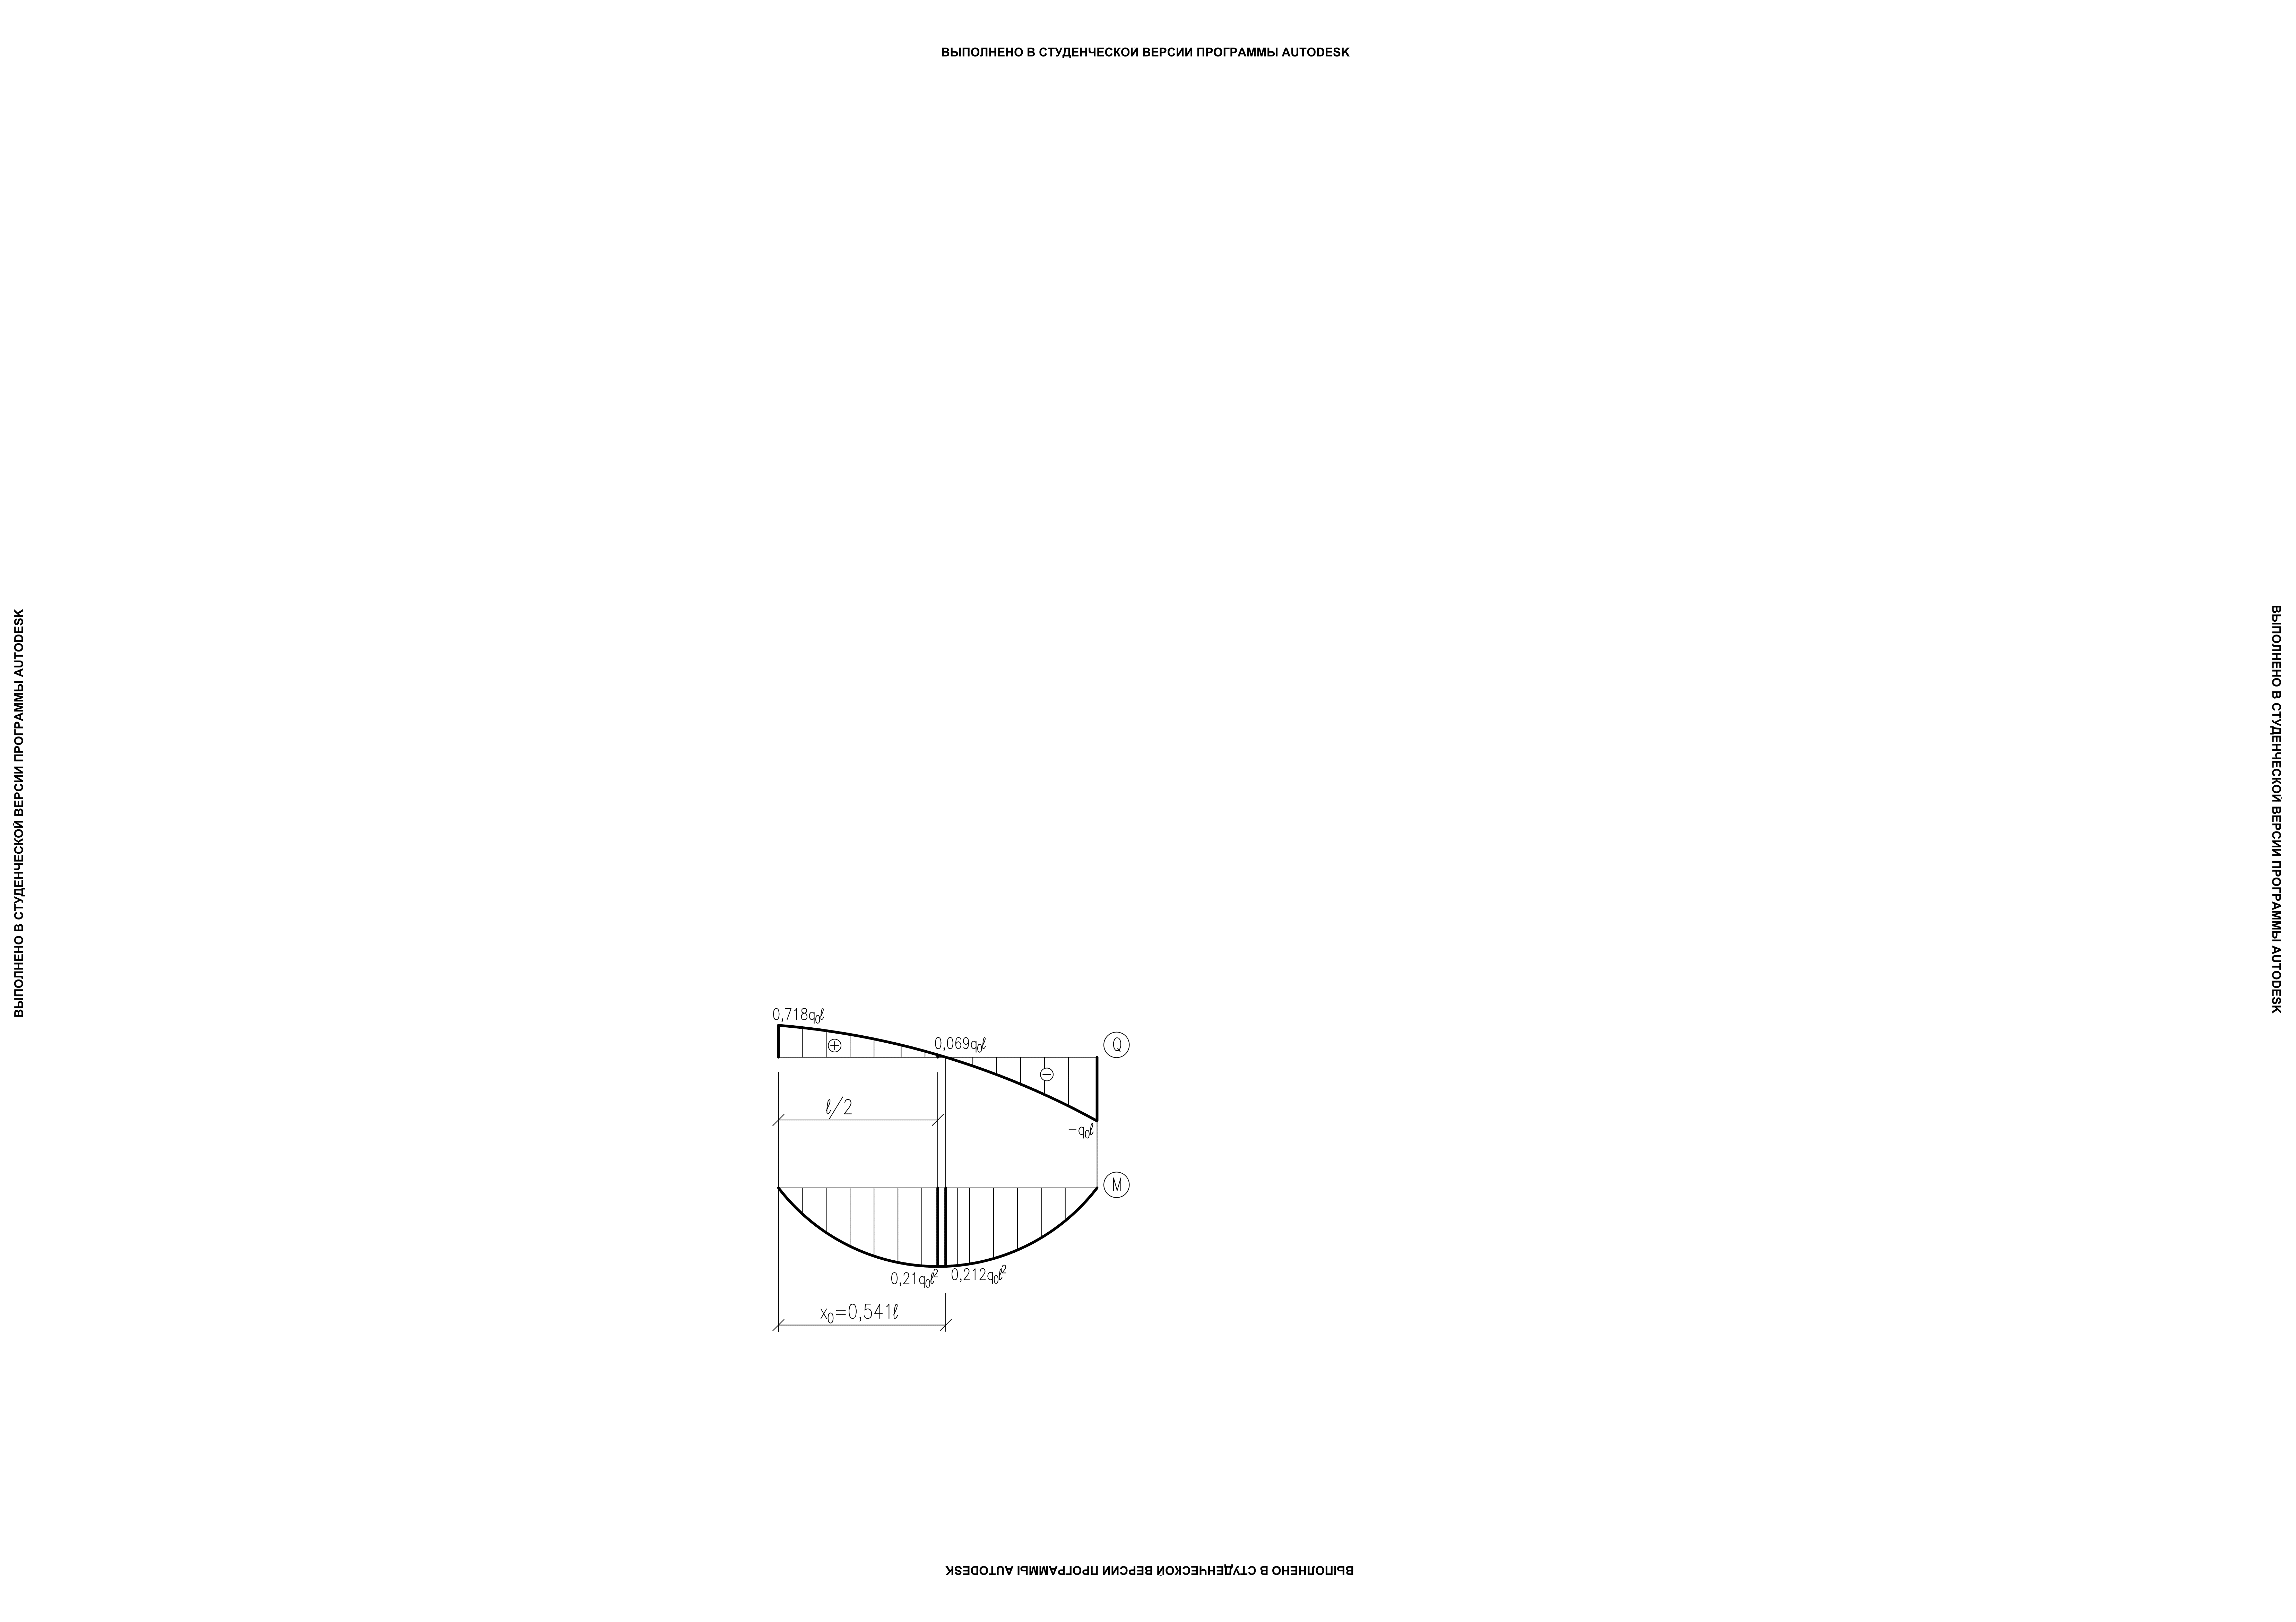 ВЫПОЛНЕНО В СТУДЕНЧЕСКОЙ ВЕРСИИ ПРОГРАММЫ AUTODESK
ВЫПОЛНЕНО В СТУДЕНЧЕСКОЙ ВЕРСИИ ПРОГРАММЫ AUTODESK
ВЫПОЛНЕНО В СТУДЕНЧЕСКОЙ ВЕРСИИ ПРОГРАММЫ AUTODESK
0,718q₀ℓ
0,069q₀ℓ
Q
ℓ/2
−q₀ℓ
M
0,21q₀ℓ²
0,212q₀ℓ²
x₀=0,541ℓ
ВЫПОЛНЕНО В СТУДЕНЧЕСКОЙ ВЕРСИИ ПРОГРАММЫ AUTODESK